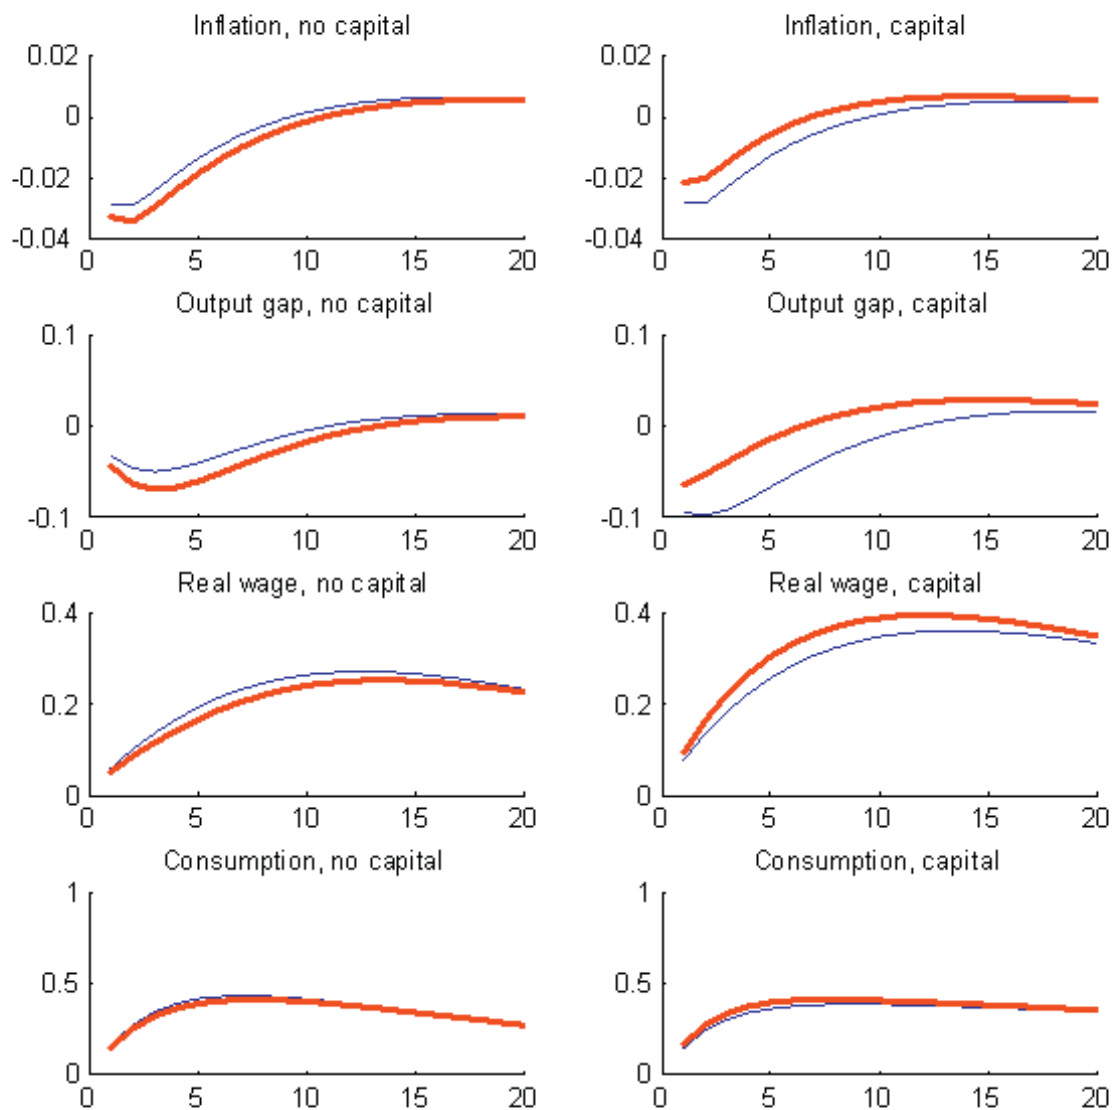 Inflation, no capital
0.02
0
-0.02
-0.04
0 5 10 15 20
Inflation, capital
0.02
0
-0.02
-0.04
0 5 10 15 20
Output gap, no capital
0.1
0
-0.1
0 5 10 15 20
Output gap, capital
0.1
0
-0.1
0 5 10 15 20
Real wage, no capital
0.4
0.2
0
0 5 10 15 20
Real wage, capital
0.4
0.2
0
0 5 10 15 20
Consumption, no capital
1
0.5
0
0 5 10 15 20
Consumption, capital
1
0.5
0
0 5 10 15 20